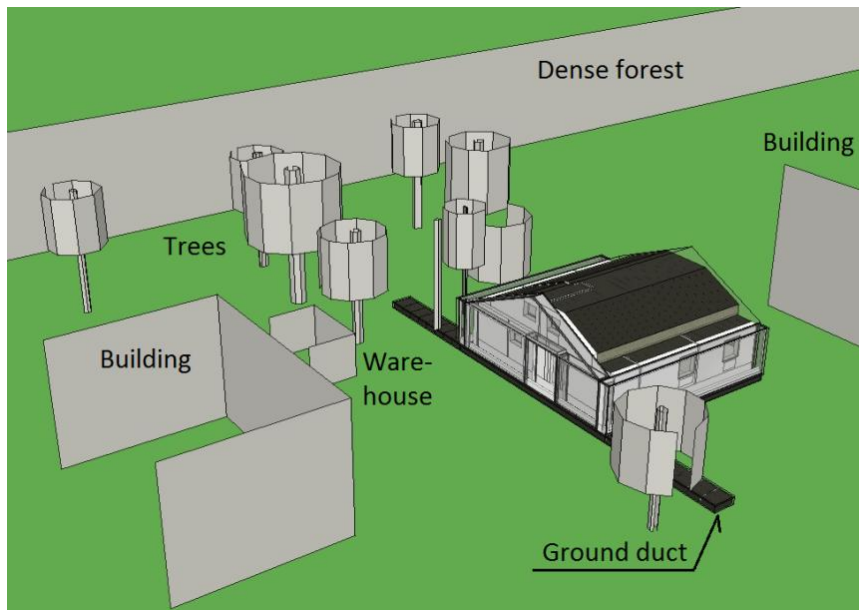 Dense forest
Building
Trees
Building
Ware-
house
Ground duct